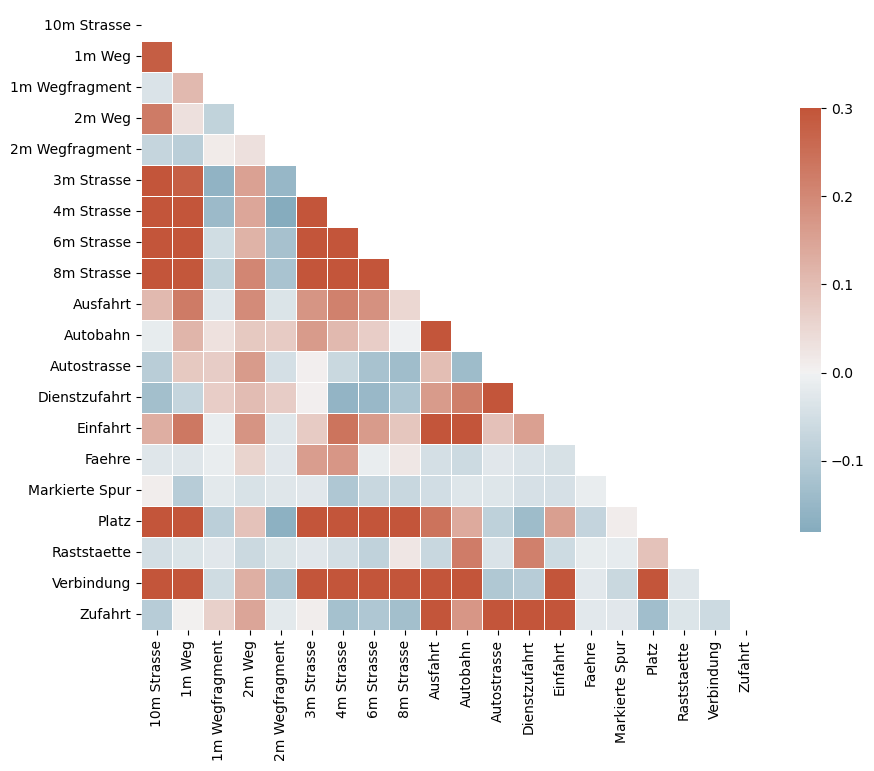 10m Strasse
1m Weg
1m Wegfragment
2m Weg
2m Wegfragment
3m Strasse
4m Strasse
6m Strasse
8m Strasse
Ausfahrt
Autobahn
Autostrasse
Dienstzufahrt
Einfahrt
Faehre
Markierte Spur
Platz
Raststaette
Verbindung
Zufahrt
10m Strasse
1m Weg
1m Wegfragment
2m Weg
2m Wegfragment
3m Strasse
4m Strasse
6m Strasse
8m Strasse
Ausfahrt
Autobahn
Autostrasse
Dienstzufahrt
Einfahrt
Faehre
Markierte Spur
Platz
Raststaette
Verbindung
Zufahrt
0.3
0.2
0.1
0.0
−0.1